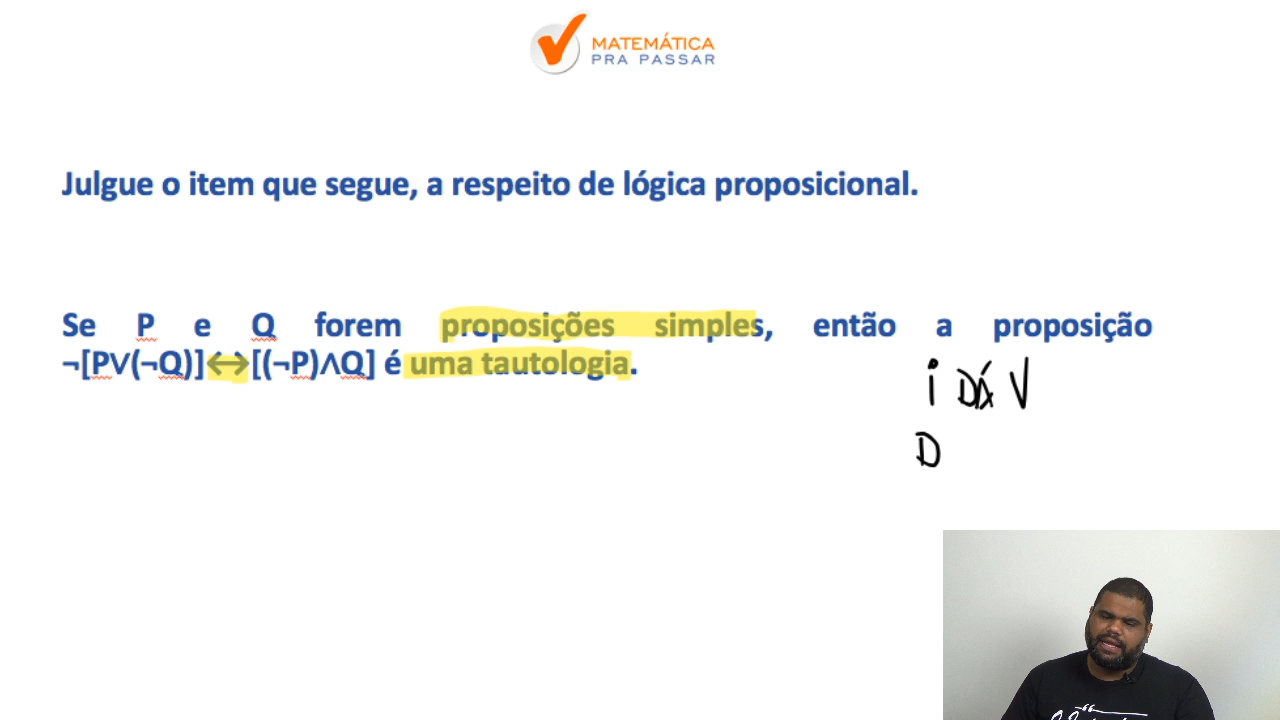 MATEMÁTICA
PRA PASSAR
Julgue o item que segue, a respeito de lógica proposicional.
Se P e Q forem proposições simples, então a proposição
¬[P∨(¬Q)]↔[(¬P)∧Q] é uma tautologia.
i DÁ V
D